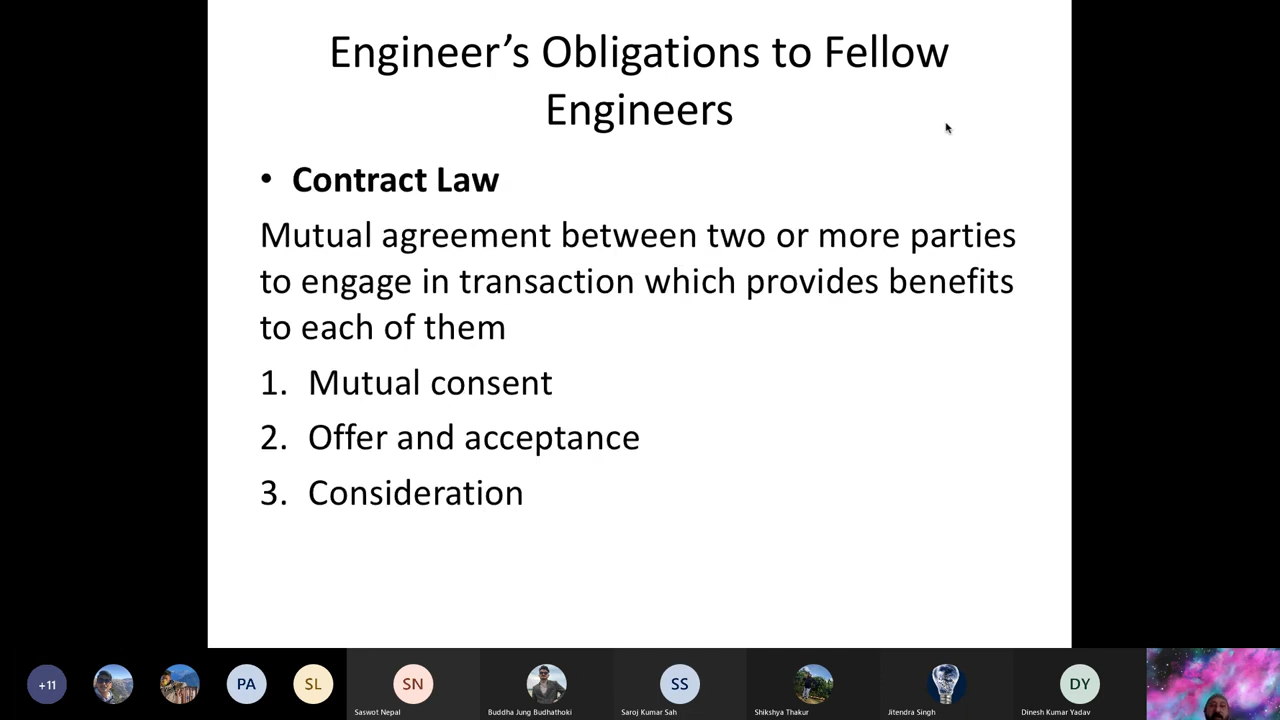 Engineer’s Obligations to Fellow
Engineers
• Contract Law
Mutual agreement between two or more parties
to engage in transaction which provides benefits
to each of them
1. Mutual consent
2. Offer and acceptance
3. Consideration
+11
PA
SL
SN
SS
DY
Saswot Nepal
Buddha Jung Budhathoki
Saroj Kumar Sah
Shikshya Thakur
Jitendra Singh
Dinesh Kumar Yadav